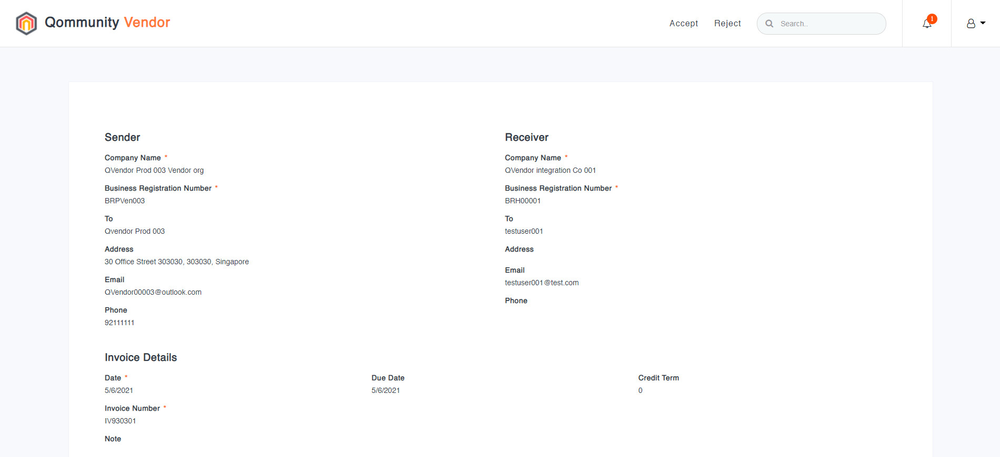 Qommunity Vendor
Accept
Reject
Search..
1
Sender
Company Name *
QVendor Prod 003 Vendor org
Business Registration Number *
BRPVen003
To
Qvendor Prod 003
Address
30 Office Street 303030, 303030, Singapore
Email
QVendor00003@outlook.com
Phone
92111111
Receiver
Company Name *
QVendor integration Co 001
Business Registration Number *
BRH00001
To
testuser001
Address
Email
testuser001@test.com
Phone
Invoice Details
Date *
5/6/2021
Due Date
5/6/2021
Credit Term
0
Invoice Number *
IV930301
Note